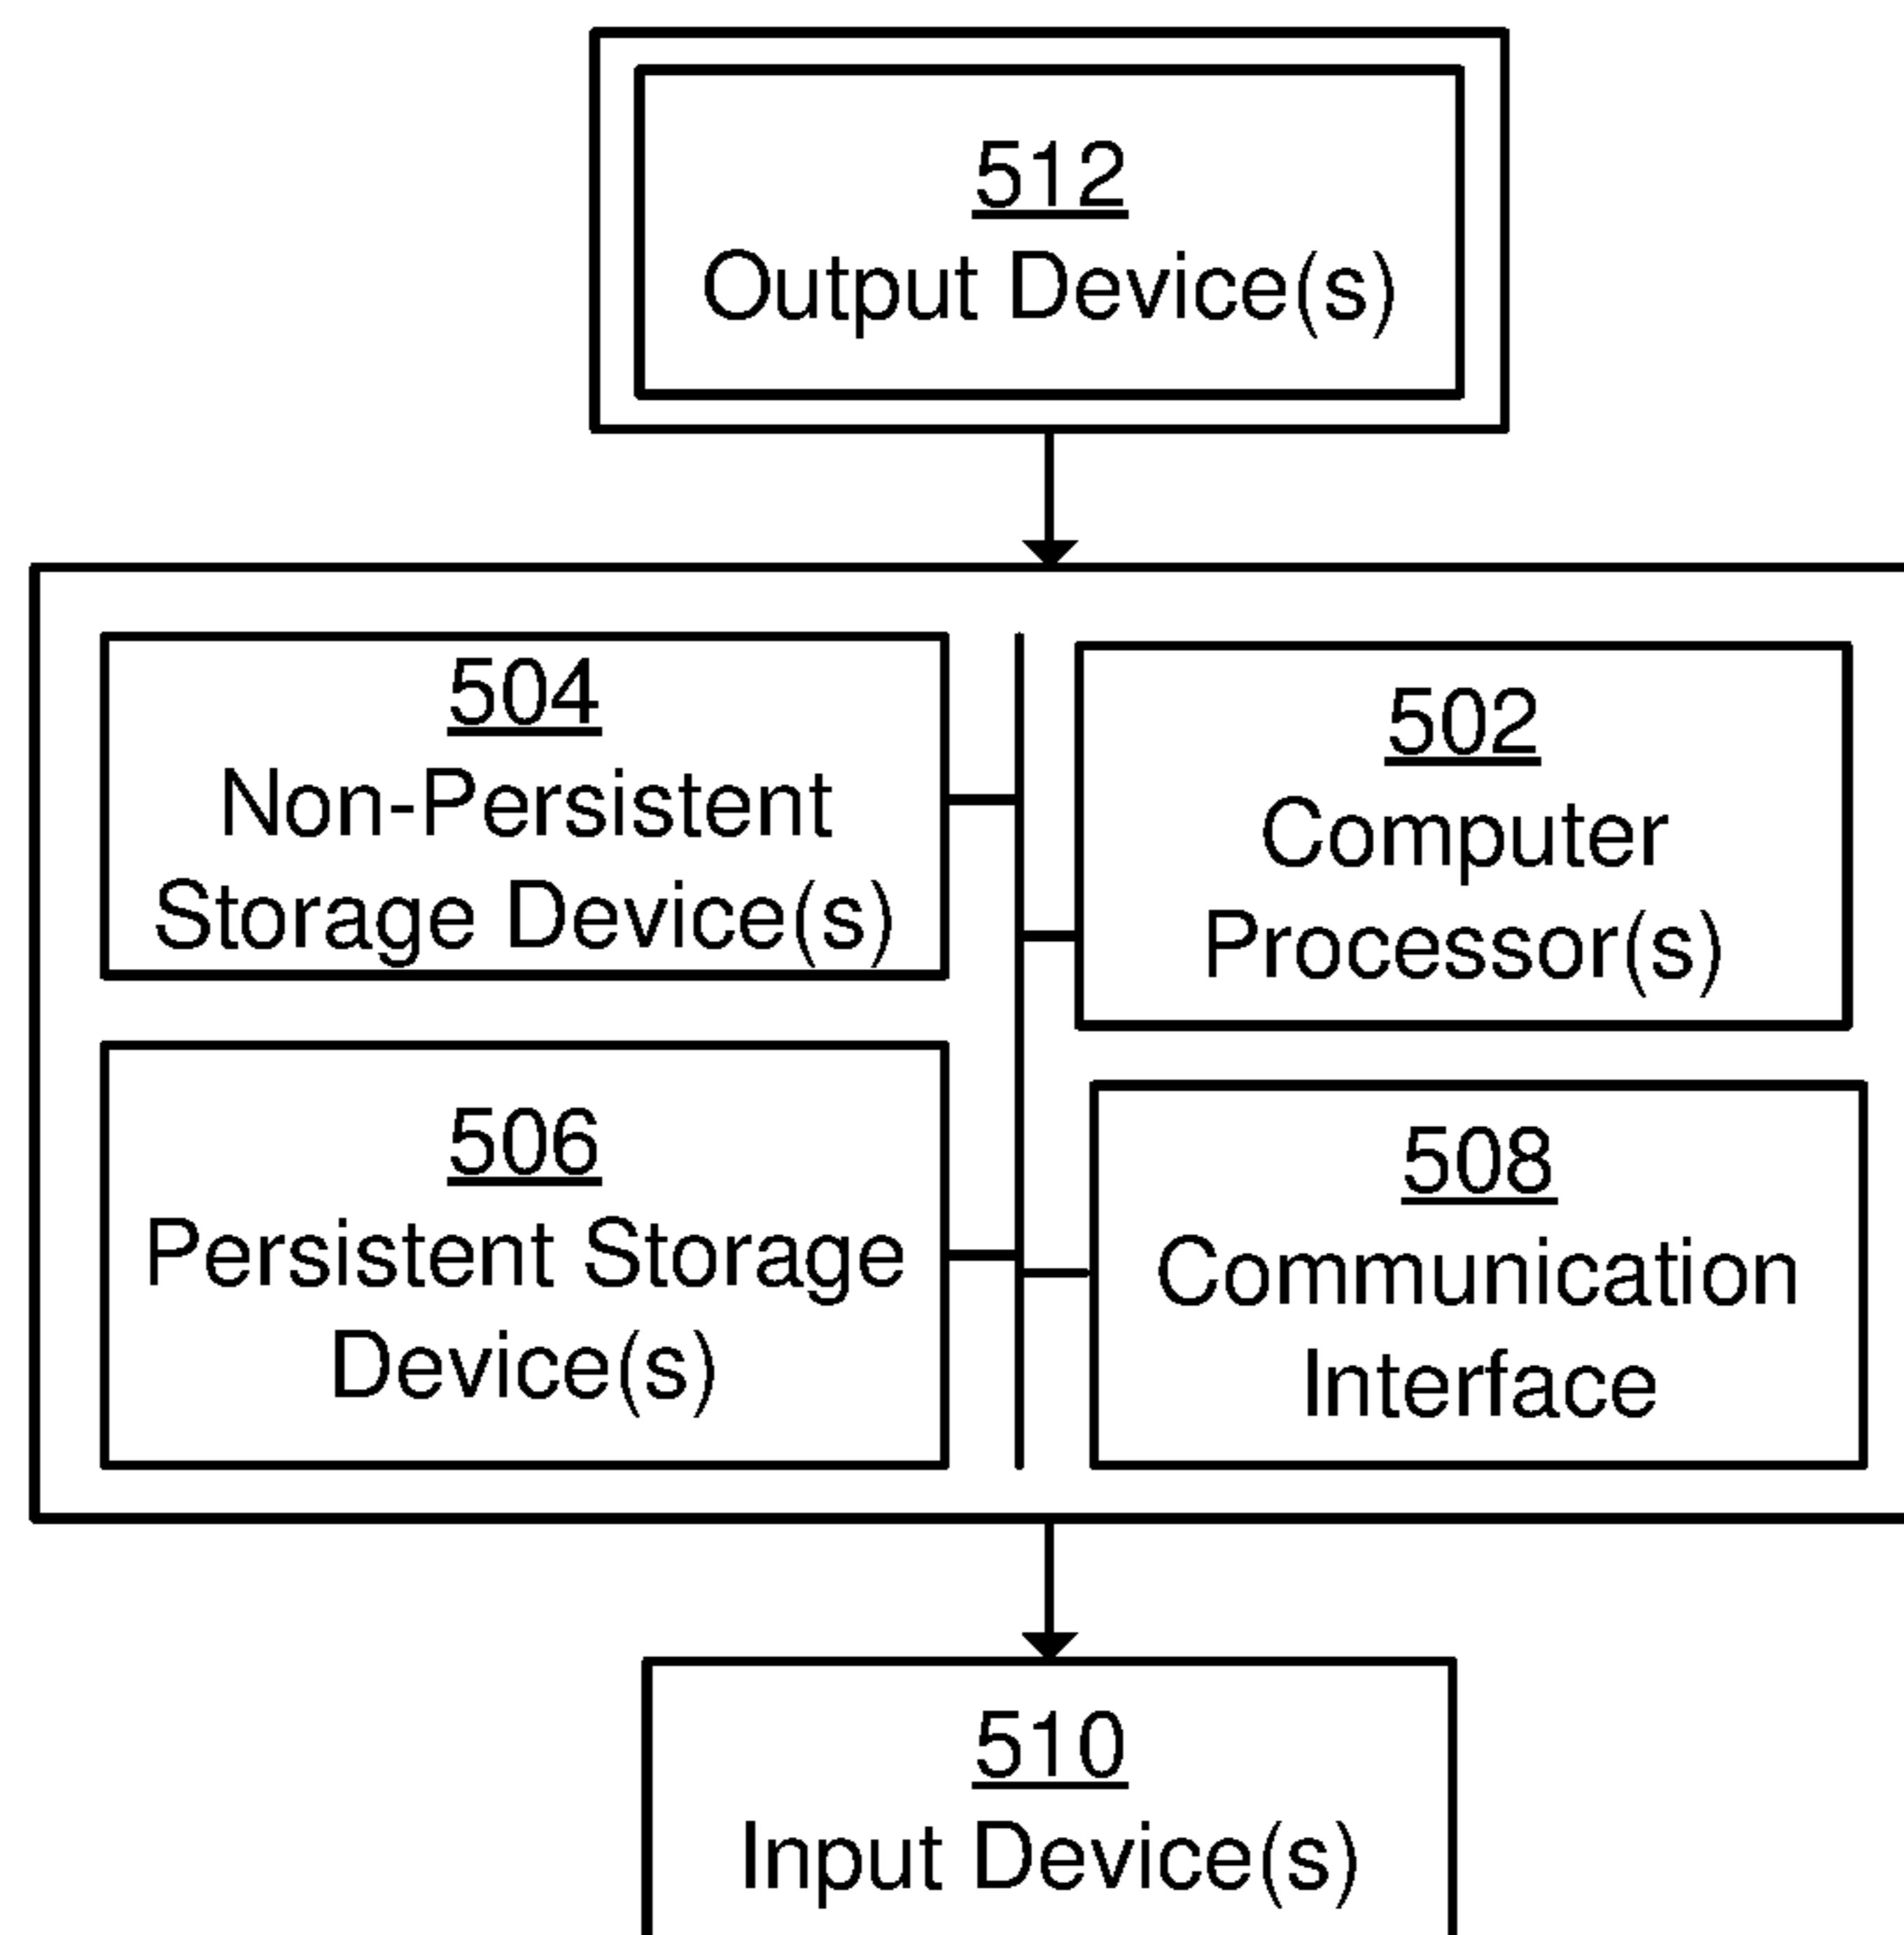 512
Output Device(s)
504
Non-Persistent
Storage Device(s)
502
Computer
Processor(s)
506
Persistent Storage
Device(s)
508
Communication
Interface
510
Input Device(s)